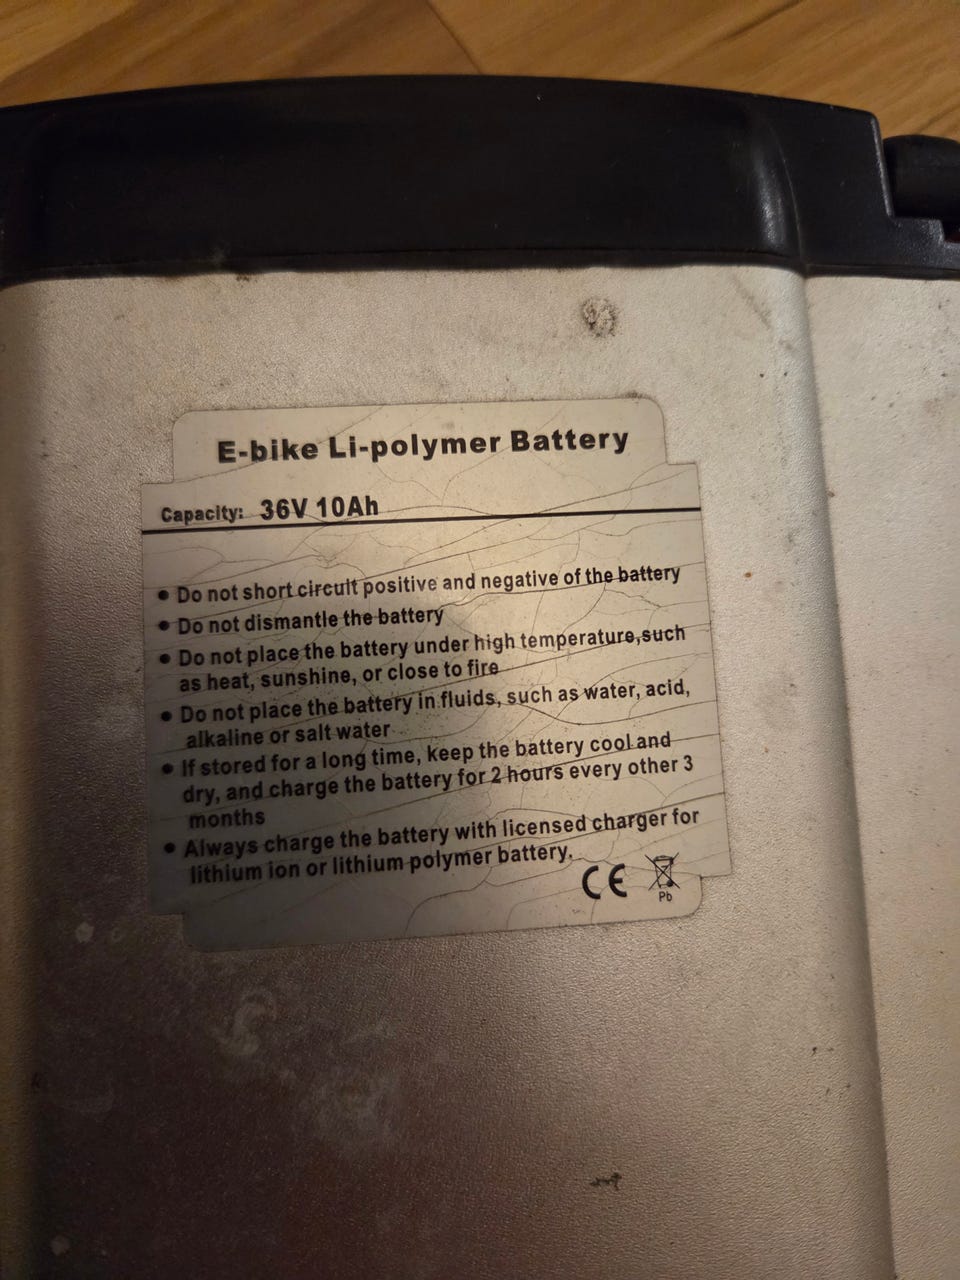 E-bike Li-polymer Battery
Capacity: 36V 10Ah
● Do not short circuit positive and negative of the battery
● Do not dismantle the battery
● Do not place the battery under high temperature,such
as heat, sunshine, or close to fire
● Do not place the battery in fluids, such as water, acid,
alkaline or salt water
● If stored for a long time, keep the battery cool and
dry, and charge the battery for 2 hours every other 3
months
● Always charge the battery with licensed charger for
lithium ion or lithium polymer battery.
CE
Pb